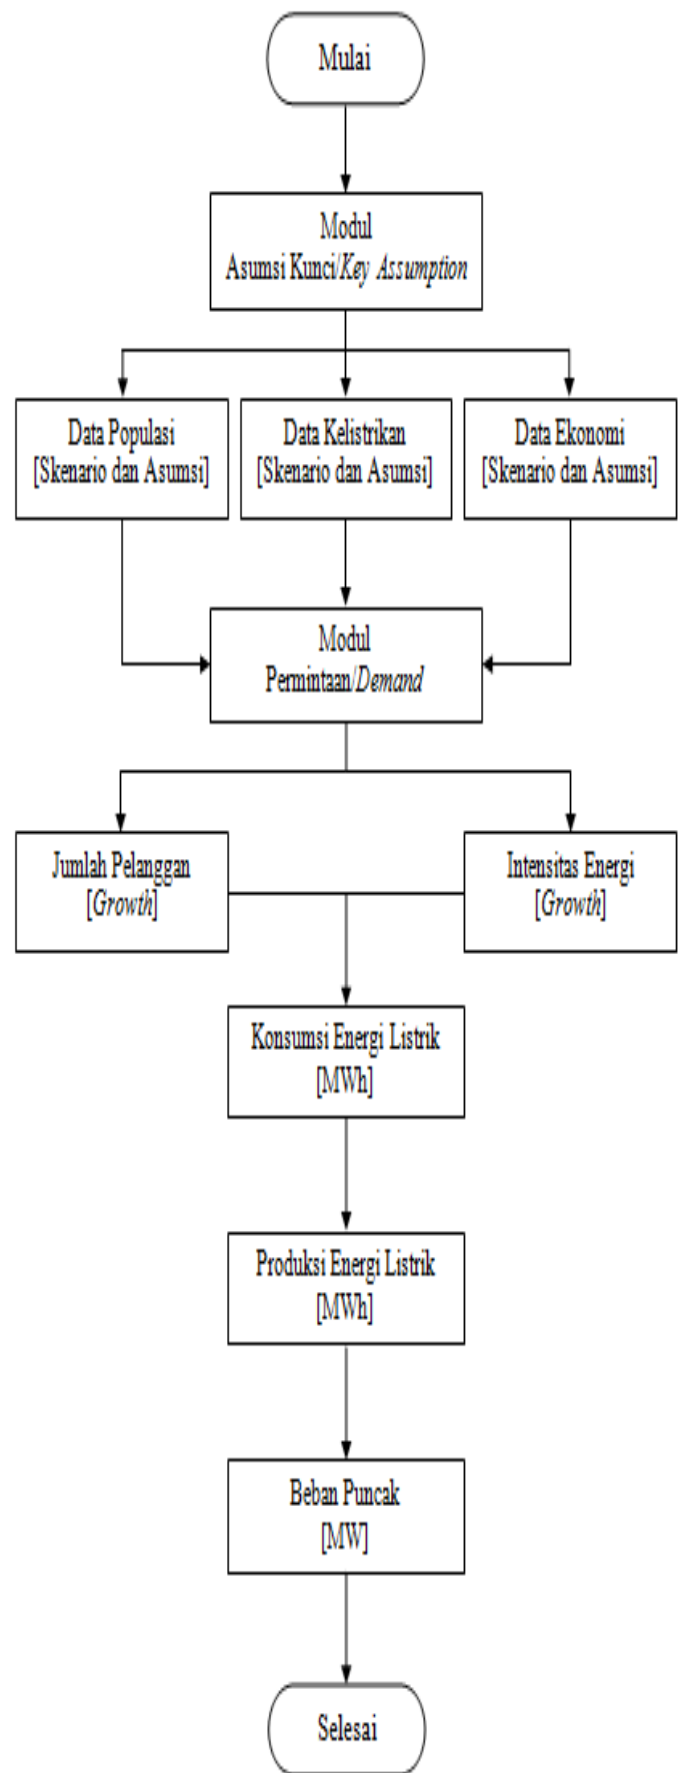 Mulai
Modul
Asumsi Kunci/Key Assumption
Data Populasi
[Skenario dan Asumsi]
Data Kelistrikan
[Skenario dan Asumsi]
Data Ekonomi
[Skenario dan Asumsi]
Modul
Permintaan/Demand
Jumlah Pelanggan
[Growth]
Intensitas Energi
[Growth]
Konsumsi Energi Listrik
[MWh]
Produksi Energi Listrik
[MWh]
Beban Puncak
[MW]
Selesai